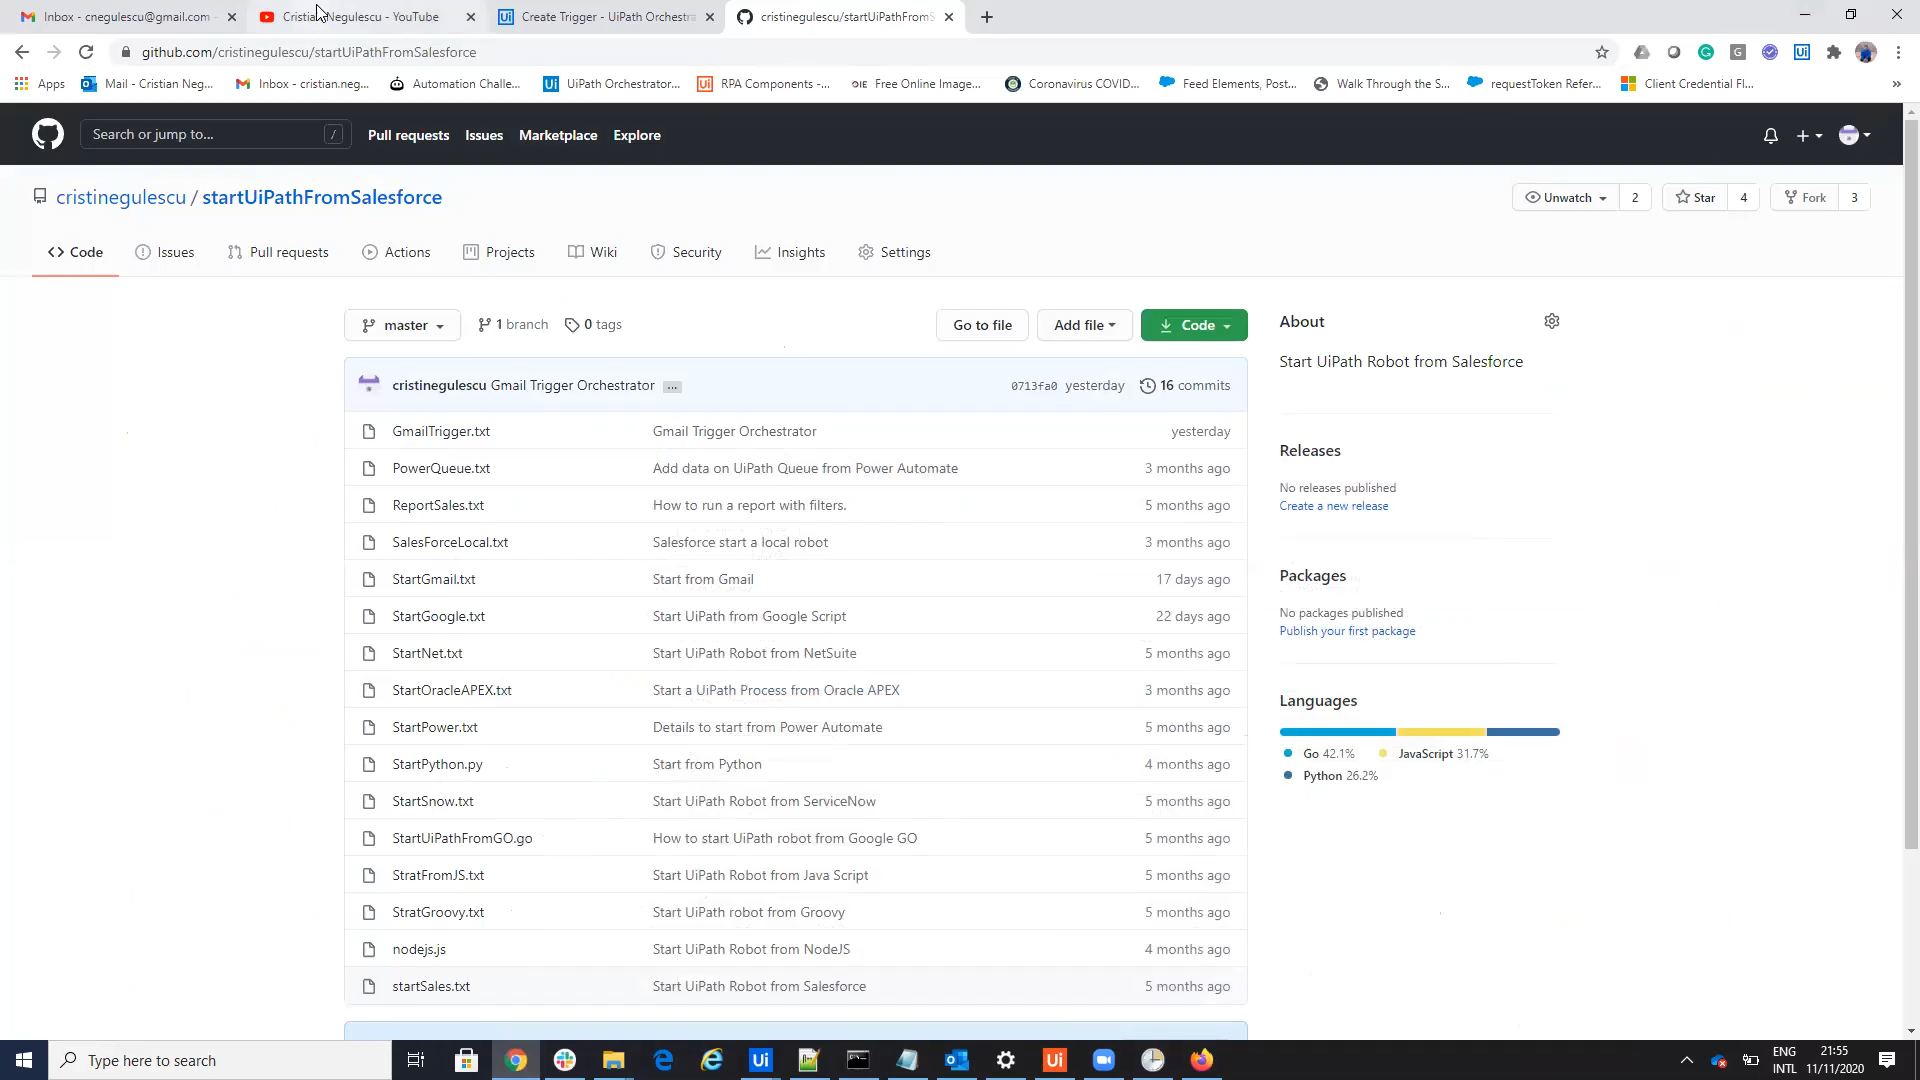 Inbox - cnegulescu@gmail.com
Cristian Negulescu - YouTube
Create Trigger - UiPath Orchestra
cristinegulescu/startUiPathFromS
github.com/cristinegulescu/startUiPathFromSalesforce
Apps
Mail - Cristian Neg...
Inbox - cristian.neg...
Automation Challe...
UiPath Orchestrator...
RPA Components -...
Free Online Image...
Coronavirus COVID...
Feed Elements, Post...
Walk Through the S...
requestToken Refer...
Client Credential Fl...
»
Search or jump to... /
Pull requests
Issues
Marketplace
Explore
cristinegulescu / startUiPathFromSalesforce
Unwatch 2
Star 4
Fork 3
Code
Issues
Pull requests
Actions
Projects
Wiki
Security
Insights
Settings
master
1 branch
0 tags
Go to file
Add file
Code
cristinegulescu Gmail Trigger Orchestrator ... 0713fa0 yesterday 16 commits
GmailTrigger.txt Gmail Trigger Orchestrator yesterday
PowerQueue.txt Add data on UiPath Queue from Power Automate 3 months ago
ReportSales.txt How to run a report with filters. 5 months ago
SalesForceLocal.txt Salesforce start a local robot 3 months ago
StartGmail.txt Start from Gmail 17 days ago
StartGoogle.txt Start UiPath from Google Script 22 days ago
StartNet.txt Start UiPath Robot from NetSuite 5 months ago
StartOracleAPEX.txt Start a UiPath Process from Oracle APEX 3 months ago
StartPower.txt Details to start from Power Automate 5 months ago
StartPython.py Start from Python 4 months ago
StartSnow.txt Start UiPath Robot from ServiceNow 5 months ago
StartUiPathFromGO.go How to start UiPath robot from Google GO 5 months ago
StratFromJS.txt Start UiPath Robot from Java Script 5 months ago
StratGroovy.txt Start UiPath robot from Groovy 5 months ago
nodejs.js Start UiPath Robot from NodeJS 4 months ago
startSales.txt Start UiPath Robot from Salesforce 5 months ago
About
Start UiPath Robot from Salesforce
Releases
No releases published
Create a new release
Packages
No packages published
Publish your first package
Languages
Go 42.1% JavaScript 31.7%
Python 26.2%
Type here to search
ENG
INTL
21:55
11/11/2020